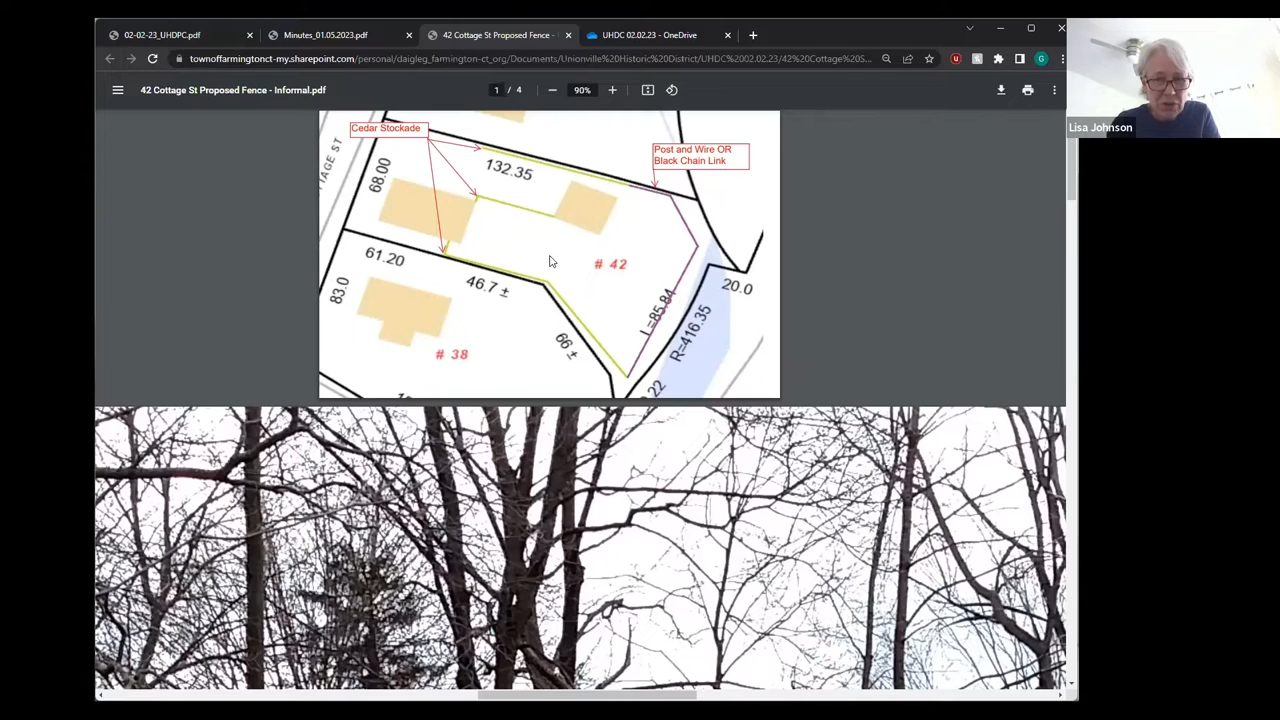 02-02-23_UHDPC.pdf
Minutes_01.05.2023.pdf
42 Cottage St Proposed Fence -
UHDC 02.02.23 - OneDrive
townoffarmingtonct-my.sharepoint.com/personal/daigleg_farmington-ct_org/Documents/Unionville%20Historic%20District/UHDC%2002.02.23/42%20Cottage%20S...
U
G
42 Cottage St Proposed Fence - Informal.pdf
1 / 4
90%
Lisa Johnson
Cedar Stockade
Post and Wire OR
Black Chain Link
TAGE ST
68.00
132.35
61.20
46.7 ±
# 42
83.0
# 38
66 ±
L=85.84
R=416.35
20.0
.22